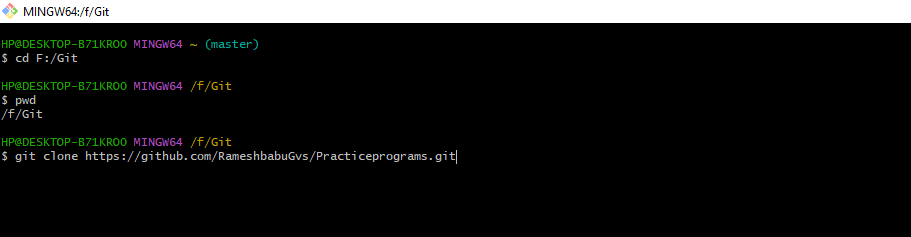 MINGW64:/f/Git
HP@DESKTOP-B71KROO MINGW64 ~ (master)
$ cd F:/Git
HP@DESKTOP-B71KROO MINGW64 /f/Git
$ pwd
/f/Git
HP@DESKTOP-B71KROO MINGW64 /f/Git
$ git clone https://github.com/RameshbabuGvs/Practiceprograms.git